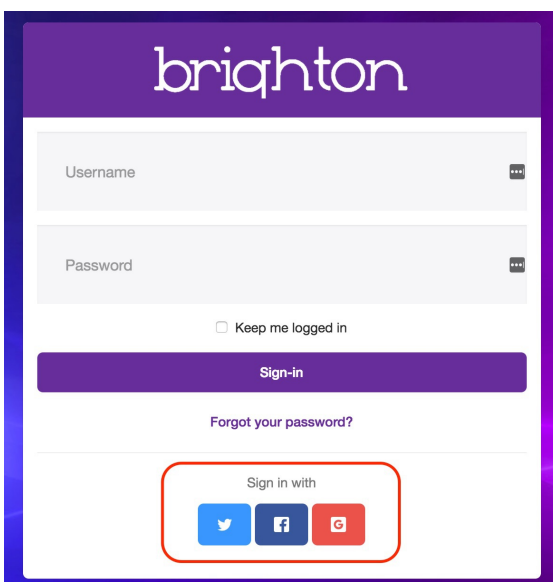 brighton
Username
Password
Keep me logged in
Sign-in
Forgot your password?
Sign in with